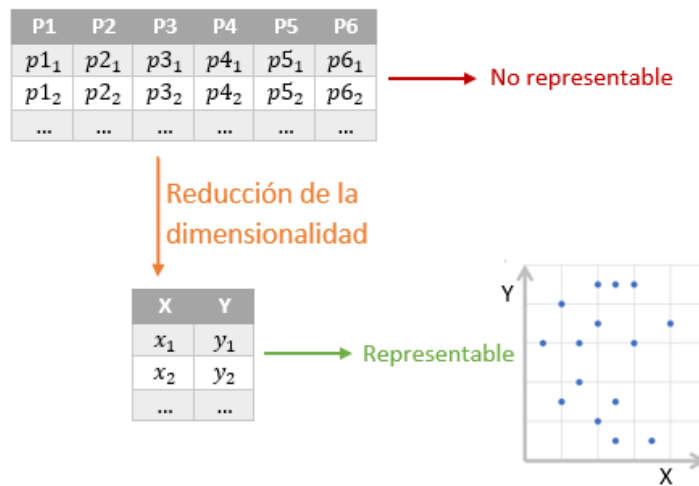 P1 P2 P3 P4 P5 P6
p1₁ p2₁ p3₁ p4₁ p5₁ p6₁
p1₂ p2₂ p3₂ p4₂ p5₂ p6₂
... ... ... ... ... ...
No representable
Reducción de la
dimensionalidad
X Y
x₁ y₁
x₂ y₂
... ...
Representable
Y
X